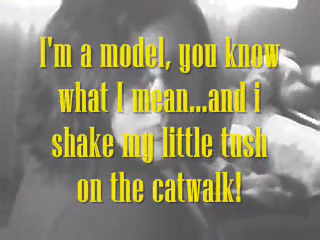 I'm a model, you know
what I mean...and i
shake my little tush
on the catwalk!